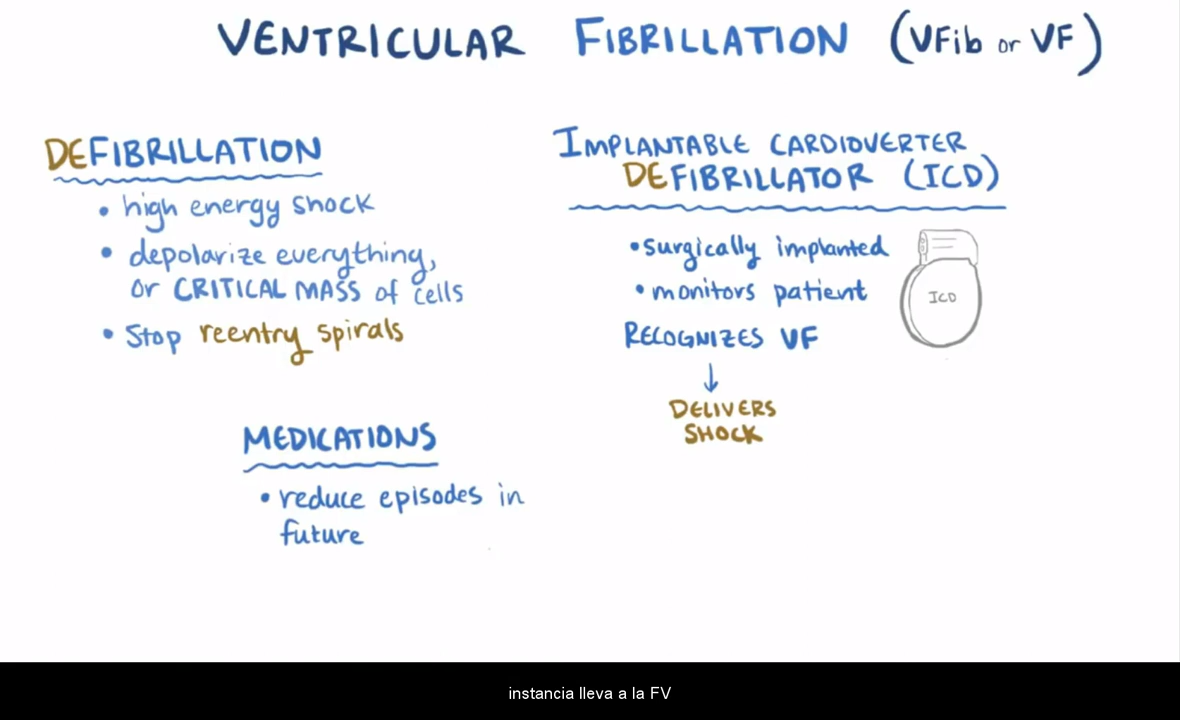 VENTRICULAR FIBRILLATION (VFib or VF)
DEFIBRILLATION
• high energy shock
• depolarize everything,
or CRITICAL MASS of cells
• Stop reentry spirals
IMPLANTABLE CARDIOVERTER
DEFIBRILLATOR (ICD)
• surgically implanted
• monitors patient
RECOGNIZES VF
↓
DELIVERS
SHOCK
ICD
MEDICATIONS
• reduce episodes in
future
instancia lleva a la FV